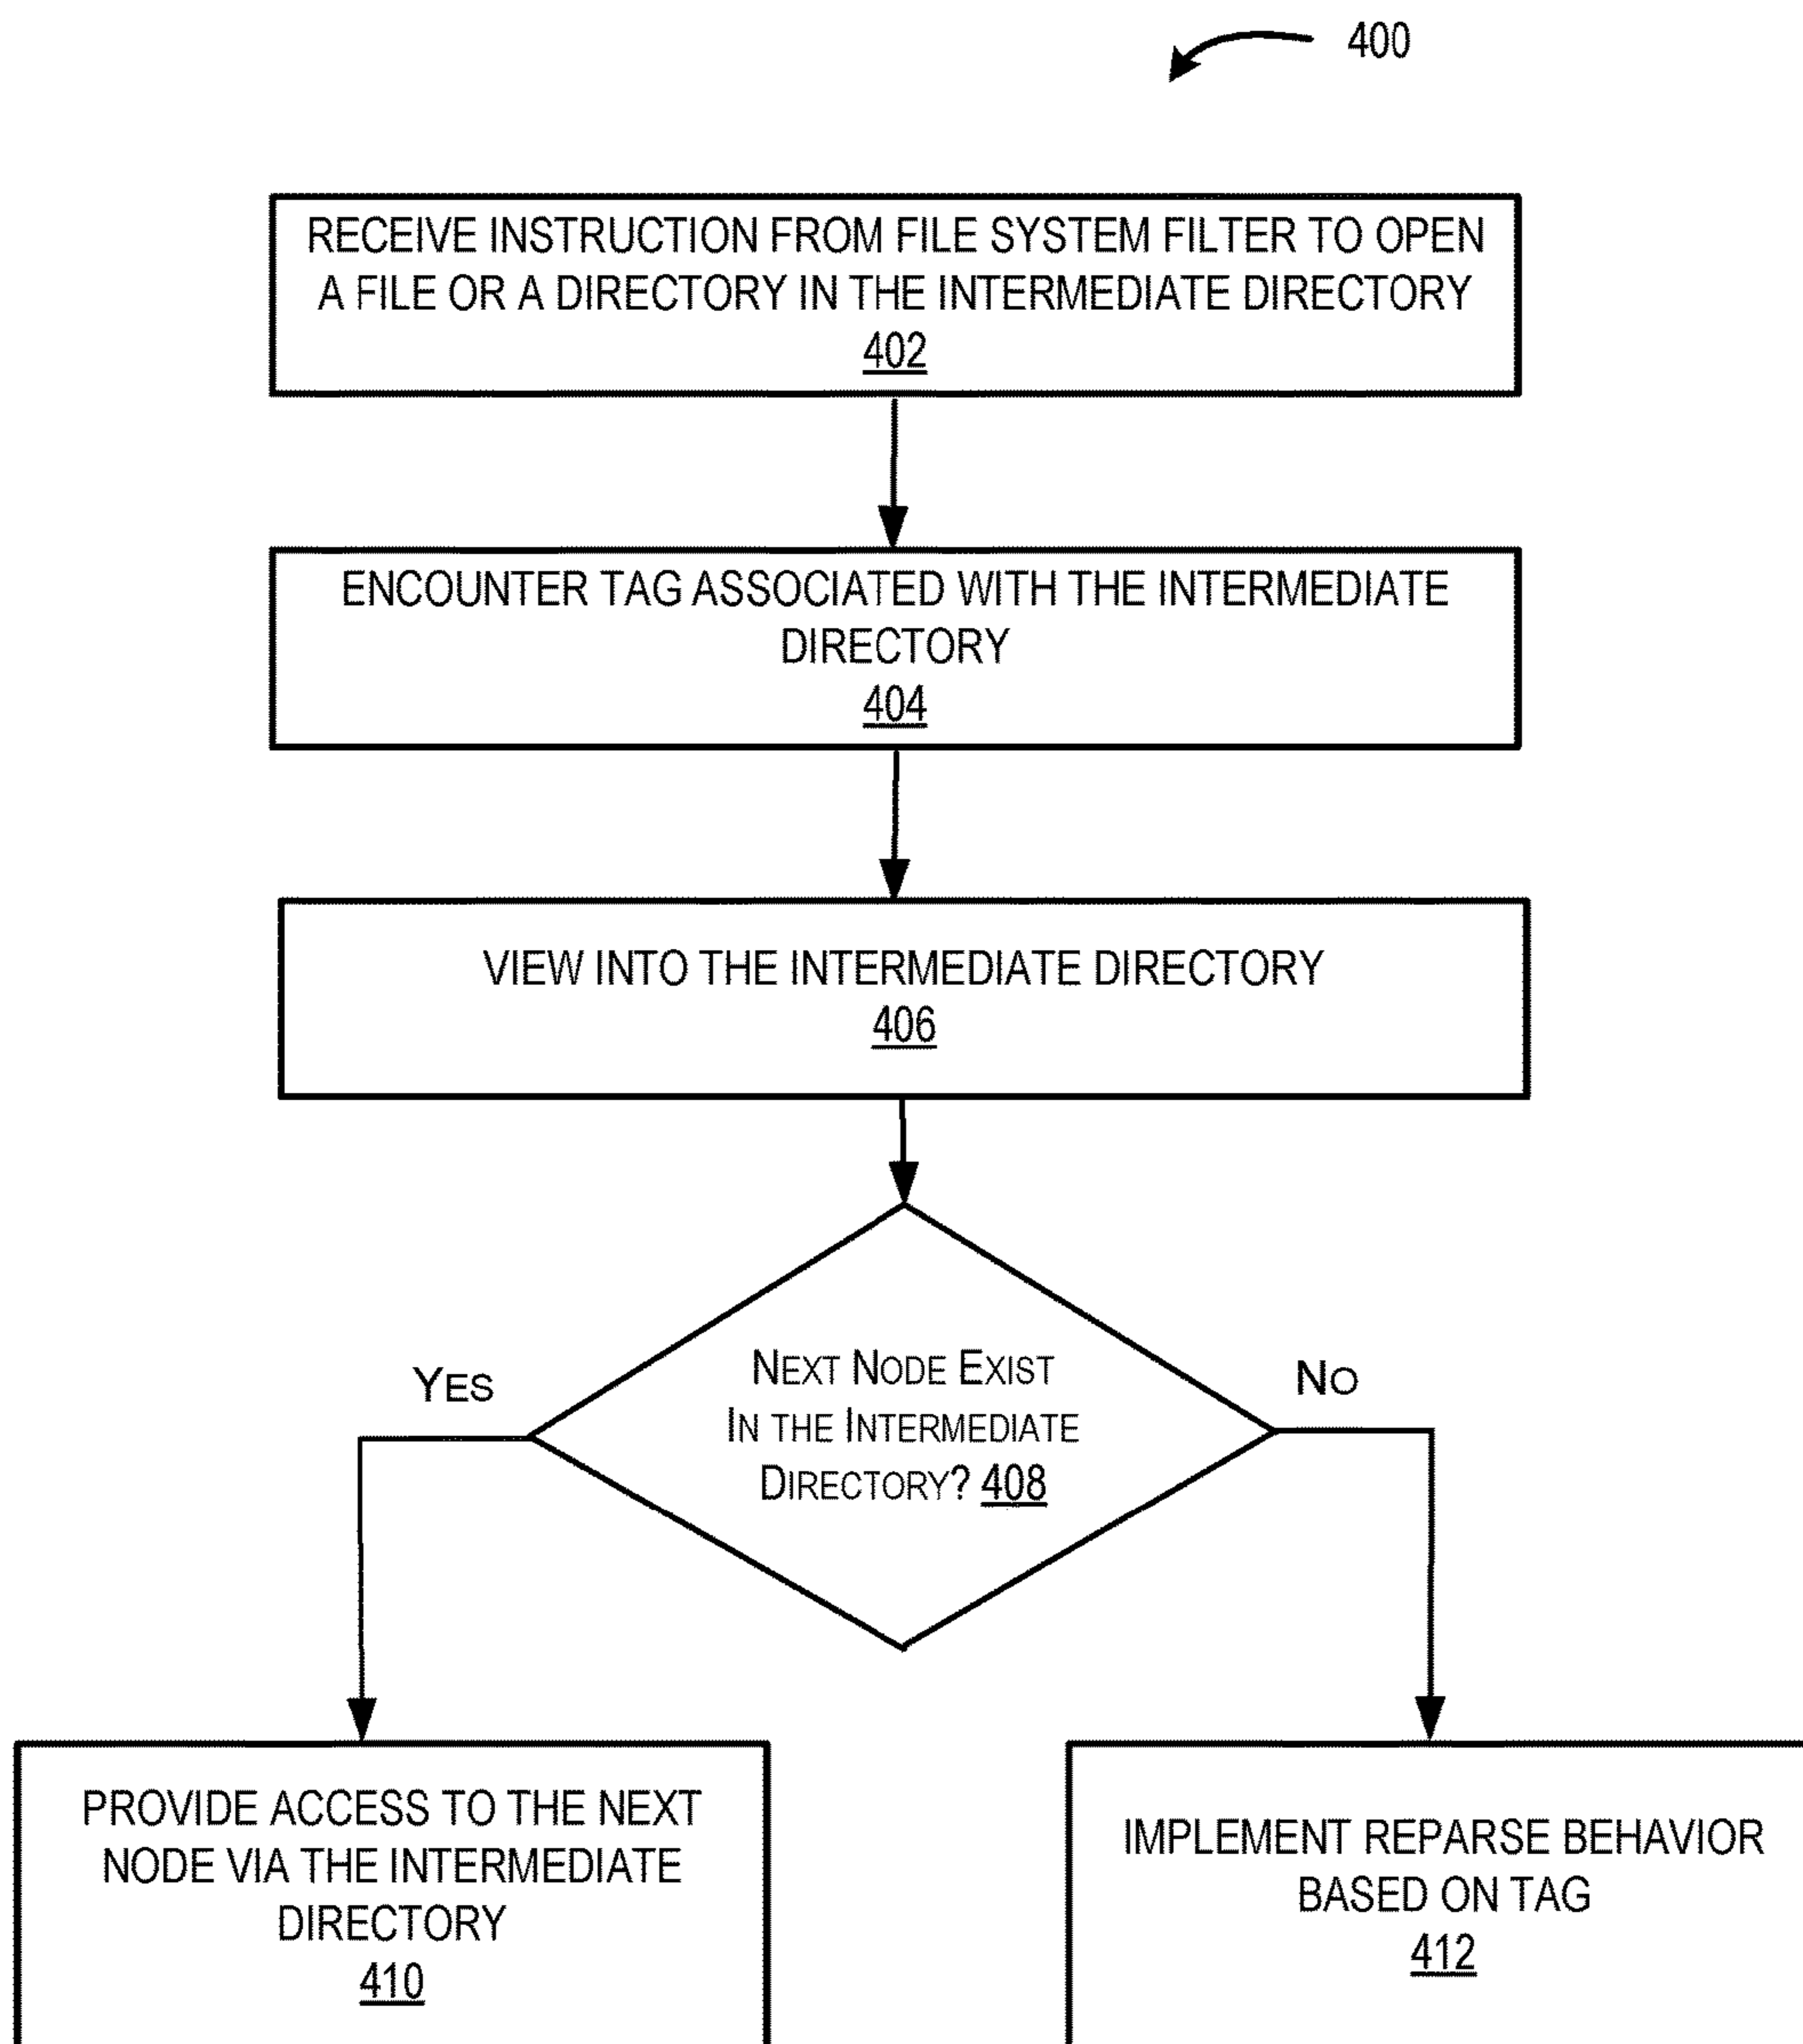 400
RECEIVE INSTRUCTION FROM FILE SYSTEM FILTER TO OPEN
A FILE OR A DIRECTORY IN THE INTERMEDIATE DIRECTORY
402
ENCOUNTER TAG ASSOCIATED WITH THE INTERMEDIATE
DIRECTORY
404
VIEW INTO THE INTERMEDIATE DIRECTORY
406
NEXT NODE EXIST
IN THE INTERMEDIATE
DIRECTORY? 408
YES
NO
PROVIDE ACCESS TO THE NEXT
NODE VIA THE INTERMEDIATE
DIRECTORY
410
IMPLEMENT REPARSE BEHAVIOR
BASED ON TAG
412